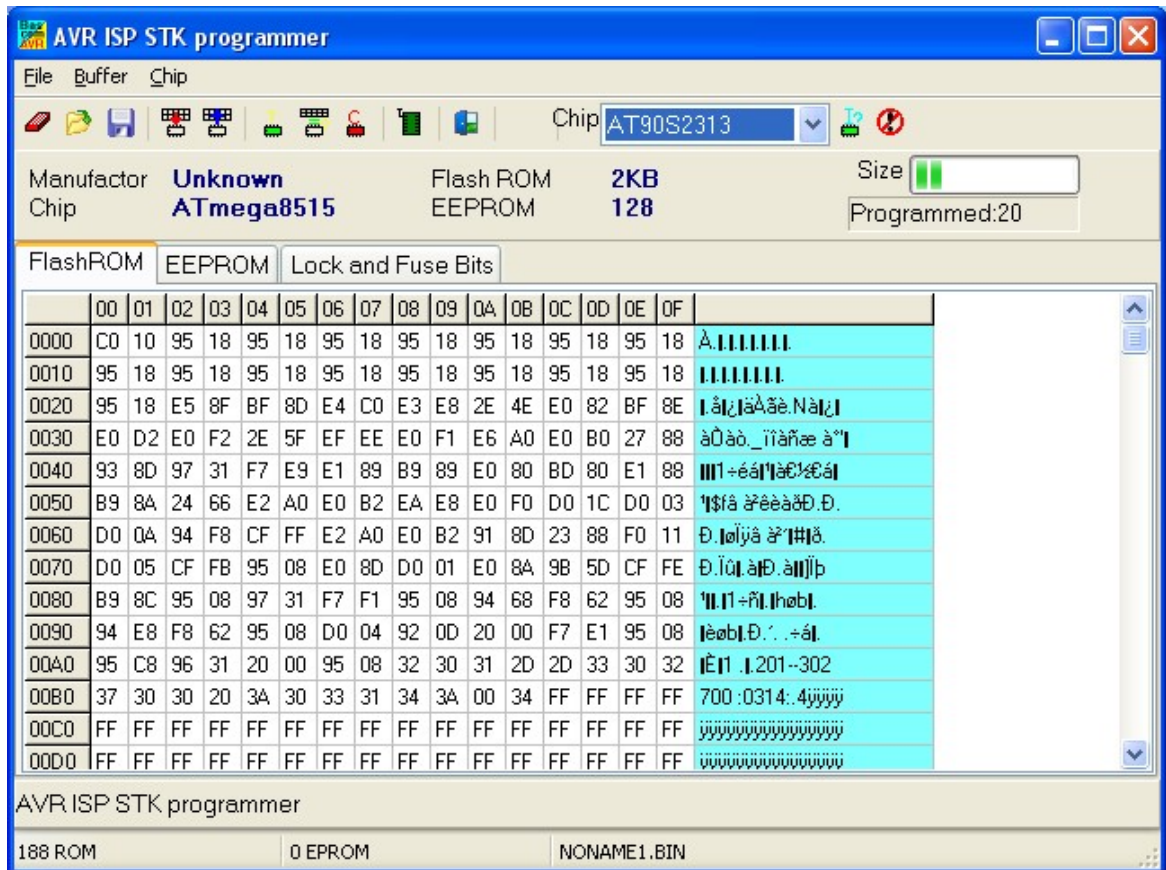 AVR ISP STK programmer
File Buffer Chip
Chip AT90S2313
Manufactor Unknown Flash ROM 2KB Size
Chip ATmega8515 EEPROM 128 Programmed:20
FlashROM EEPROM Lock and Fuse Bits
00 01 02 03 04 05 06 07 08 09 0A 0B 0C 0D 0E 0F
0000 C0 10 95 18 95 18 95 18 95 18 95 18 95 18 95 18
0010 95 18 95 18 95 18 95 18 95 18 95 18 95 18 95 18
0020 95 18 E5 8F BF 8D E4 C0 E3 E8 2E 4E E0 82 BF 8E
0030 E0 D2 E0 F2 2E 5F EF EE E0 F1 E6 A0 E0 B0 27 88
0040 93 8D 97 31 F7 E9 E1 89 B9 89 E0 80 BD 80 E1 88
0050 B9 8A 24 66 E2 A0 E0 B2 EA E8 E0 F0 D0 1C D0 03
0060 D0 0A 94 F8 CF FF E2 A0 E0 B2 91 8D 23 88 F0 11
0070 D0 05 CF FB 95 08 E0 8D D0 01 E0 8A 9B 5D CF FE
0080 B9 8C 95 08 97 31 F7 F1 95 08 94 68 F8 62 95 08
0090 94 E8 F8 62 95 08 D0 04 92 0D 20 00 F7 E1 95 08
00A0 95 C8 96 31 20 00 95 08 32 30 31 2D 2D 33 30 32
00B0 37 30 30 20 3A 30 33 31 34 3A 00 34 FF FF FF FF 700 :0314:.4ÿÿÿÿ
00C0 FF FF FF FF FF FF FF FF FF FF FF FF FF FF FF FF ÿÿÿÿÿÿÿÿÿÿÿÿÿÿÿÿ
00D0 FF FF FF FF FF FF FF FF FF FF FF FF FF FF FF FF
AVR ISP STK programmer
188 ROM 0 EPROM NONAME1.BIN